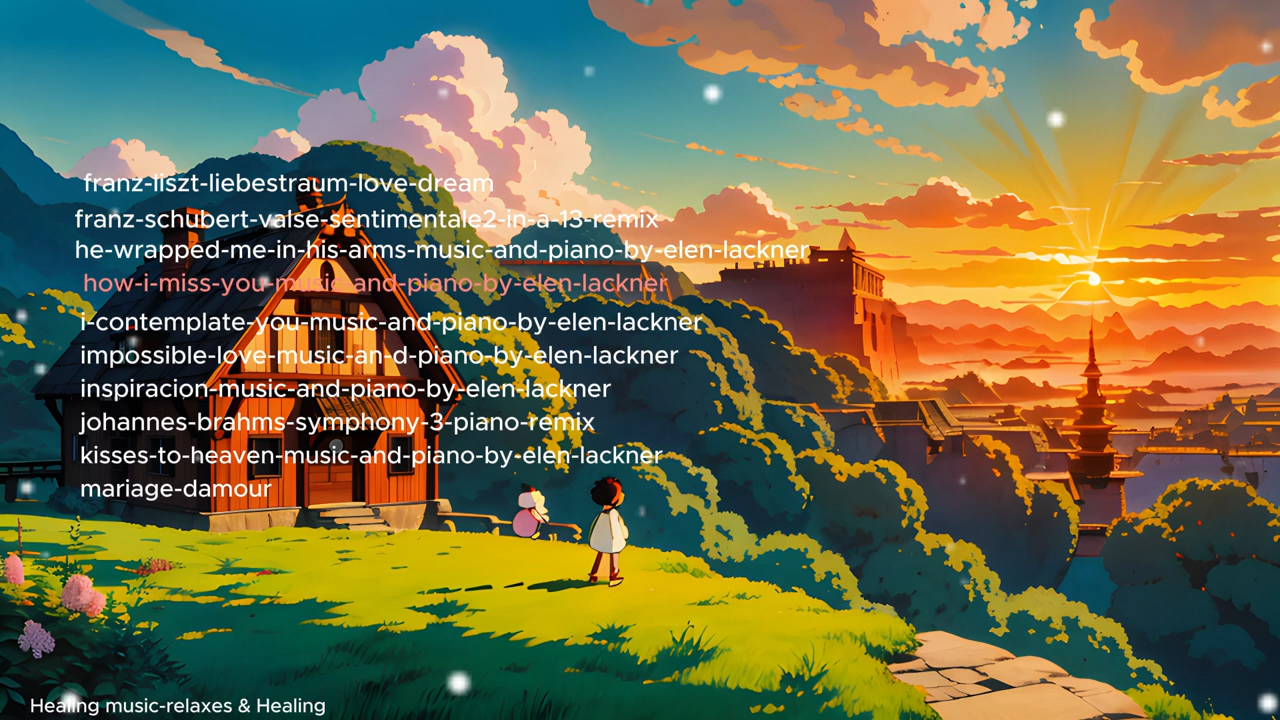 franz-liszt-liebestraum-love-dream
franz-schubert-valse-sentimentale2-in-a-13-remix
he-wrapped-me-in-his-arms-music-and-piano-by-elen-lackner
how-i-miss-you-music-and-piano-by-elen-lackner
i-contemplate-you-music-and-piano-by-elen-lackner
impossible-love-music-an-d-piano-by-elen-lackner
inspiracion-music-and-piano-by-elen-lackner
johannes-brahms-symphony-3-piano-remix
kisses-to-heaven-music-and-piano-by-elen-lackner
mariage-damour
Healing music-relaxes & Healing